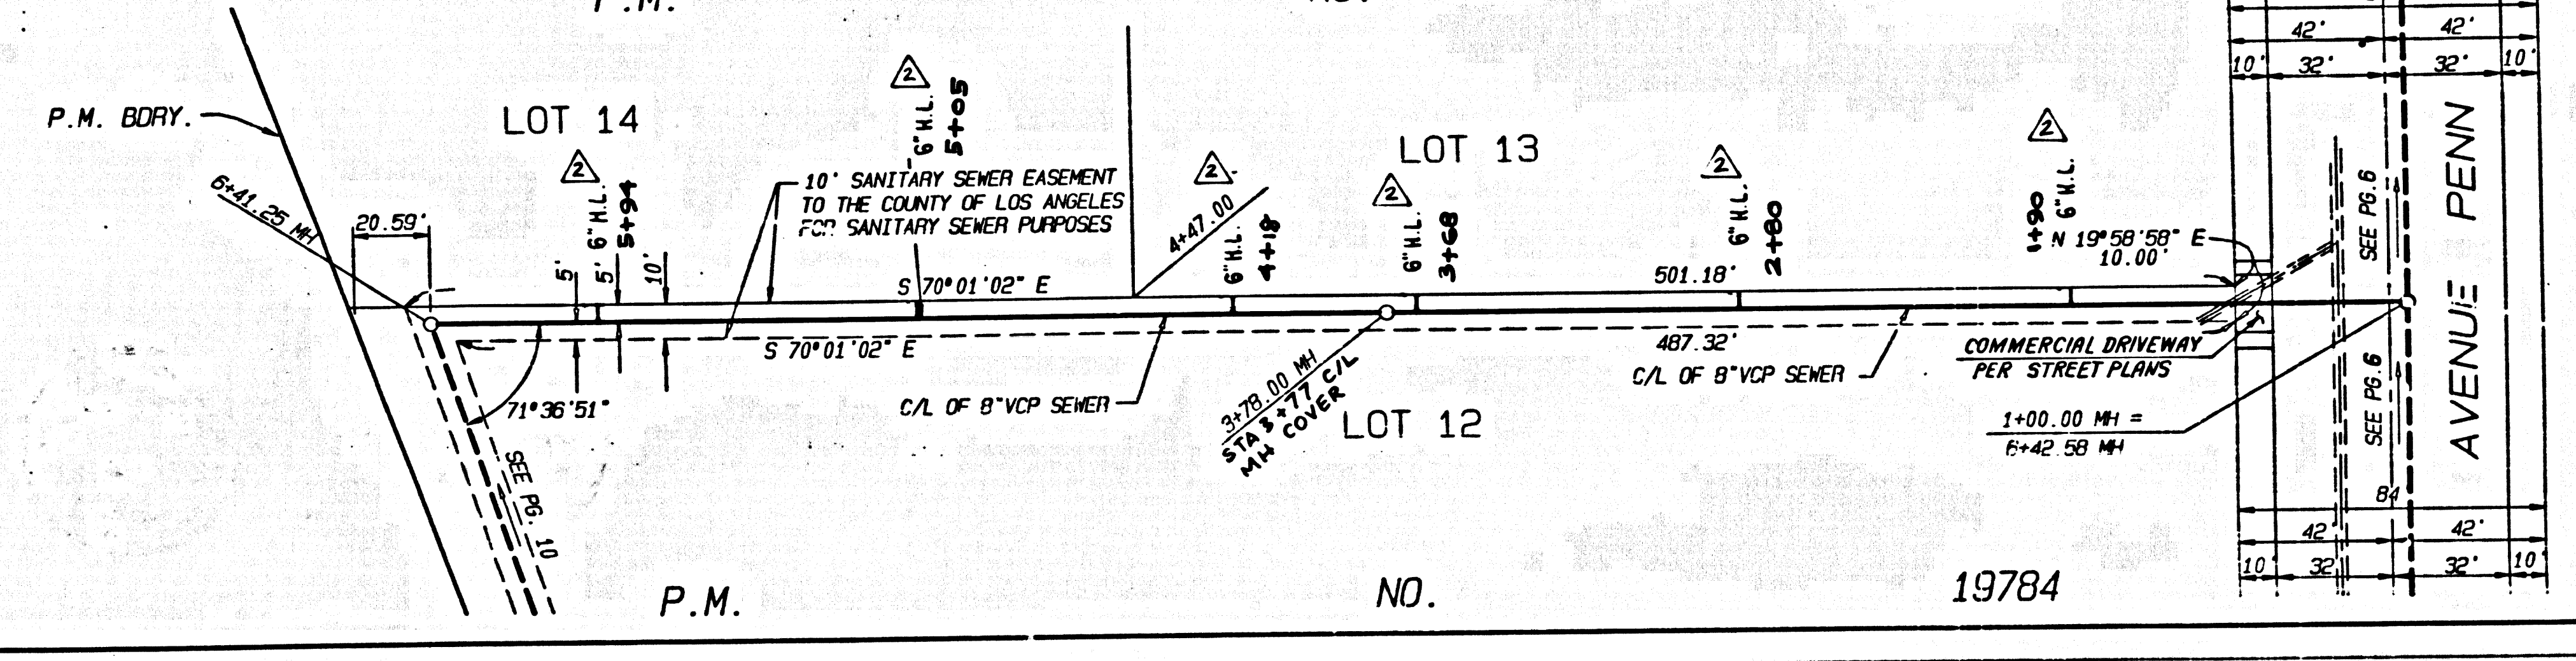 42' 42'
10' 32' 32' 10'
P.M. BDRY.
LOT 14
2
6" H.L.
5+05
LOT 13
2
6+41.25 MH
20.59'
2
6" H.L.
5+94
5'
5'
10'
10' SANITARY SEWER EASEMENT
TO THE COUNTY OF LOS ANGELES
FOR SANITARY SEWER PURPOSES
2
4+47.00
6" H.L.
4+18
2
6" H.L.
3+68
2
6" H.L.
2+80
1+90
6" H.L.
N 19°58'58" E
10.00'
SEE PG.6
AVENUE PENN
S 70°01'02" E
501.18'
S 70°01'02" E
487.32'
71°36'51"
C/L OF 8"VCP SEWER
3+78.00 MH
STA 3+77 C/L
MH COVER
LOT 12
C/L OF 8"VCP SEWER
COMMERCIAL DRIVEWAY
PER STREET PLANS
1+00.00 MH =
6+42.58 MH
SEE PG.6
SEE PG. 10
84
42' 42'
10' 32' 32' 10'
P.M. NO. 19784